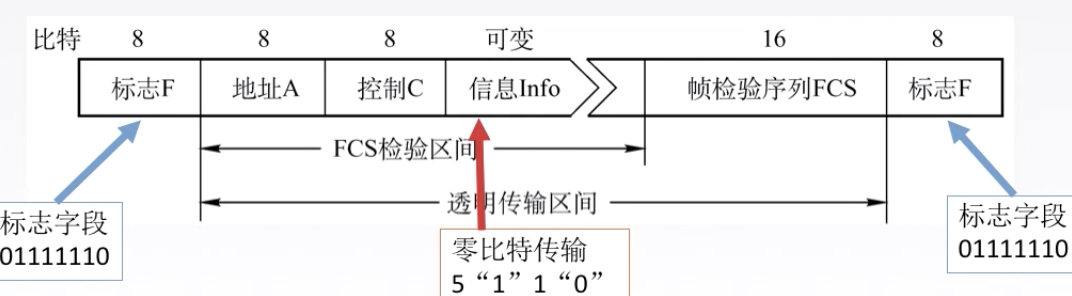 比特 8 8 8 可变 16 8
标志F 地址A 控制C 信息Info 帧检验序列FCS 标志F
FCS检验区间
透明传输区间
标志字段
01111110
零比特传输
5“1”1“0”
标志字段
01111110